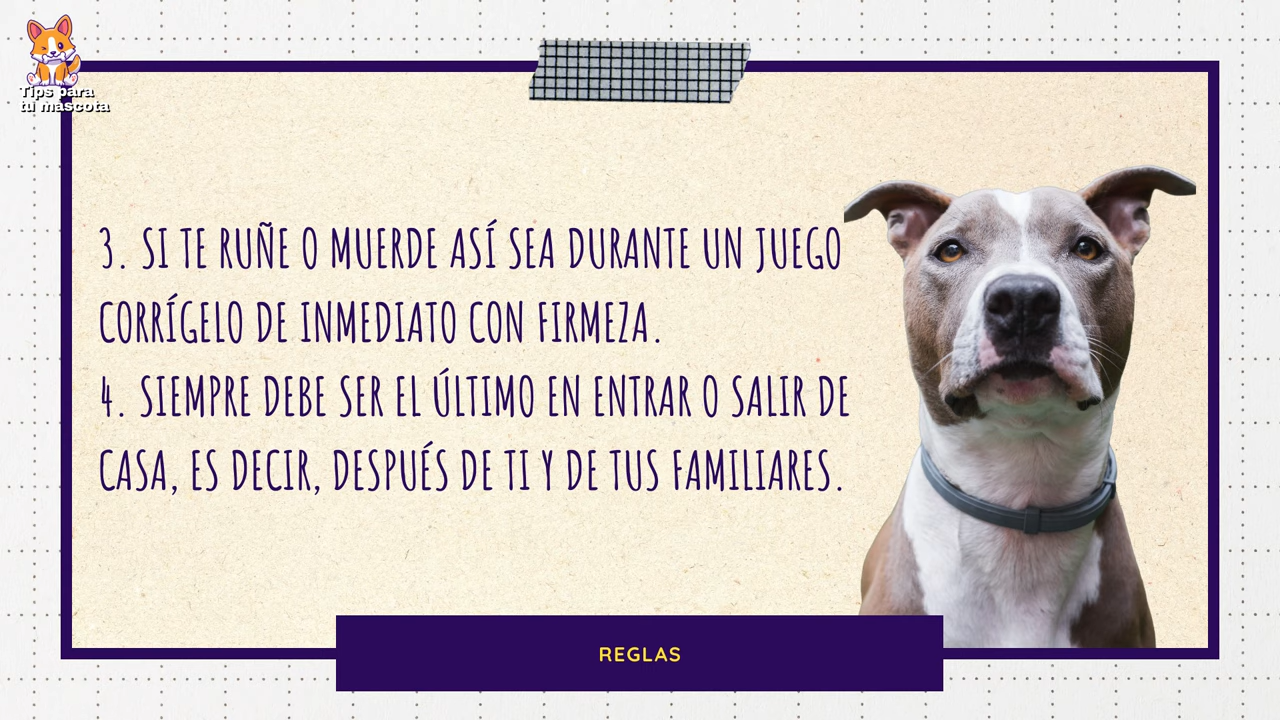 Tips para
tu mascota
3. SI TE RUÑE O MUERDE ASÍ SEA DURANTE UN JUEGO
CORRÍGELO DE INMEDIATO CON FIRMEZA.
4. SIEMPRE DEBE SER EL ÚLTIMO EN ENTRAR O SALIR DE
CASA, ES DECIR, DESPUÉS DE TI Y DE TUS FAMILIARES.
REGLAS